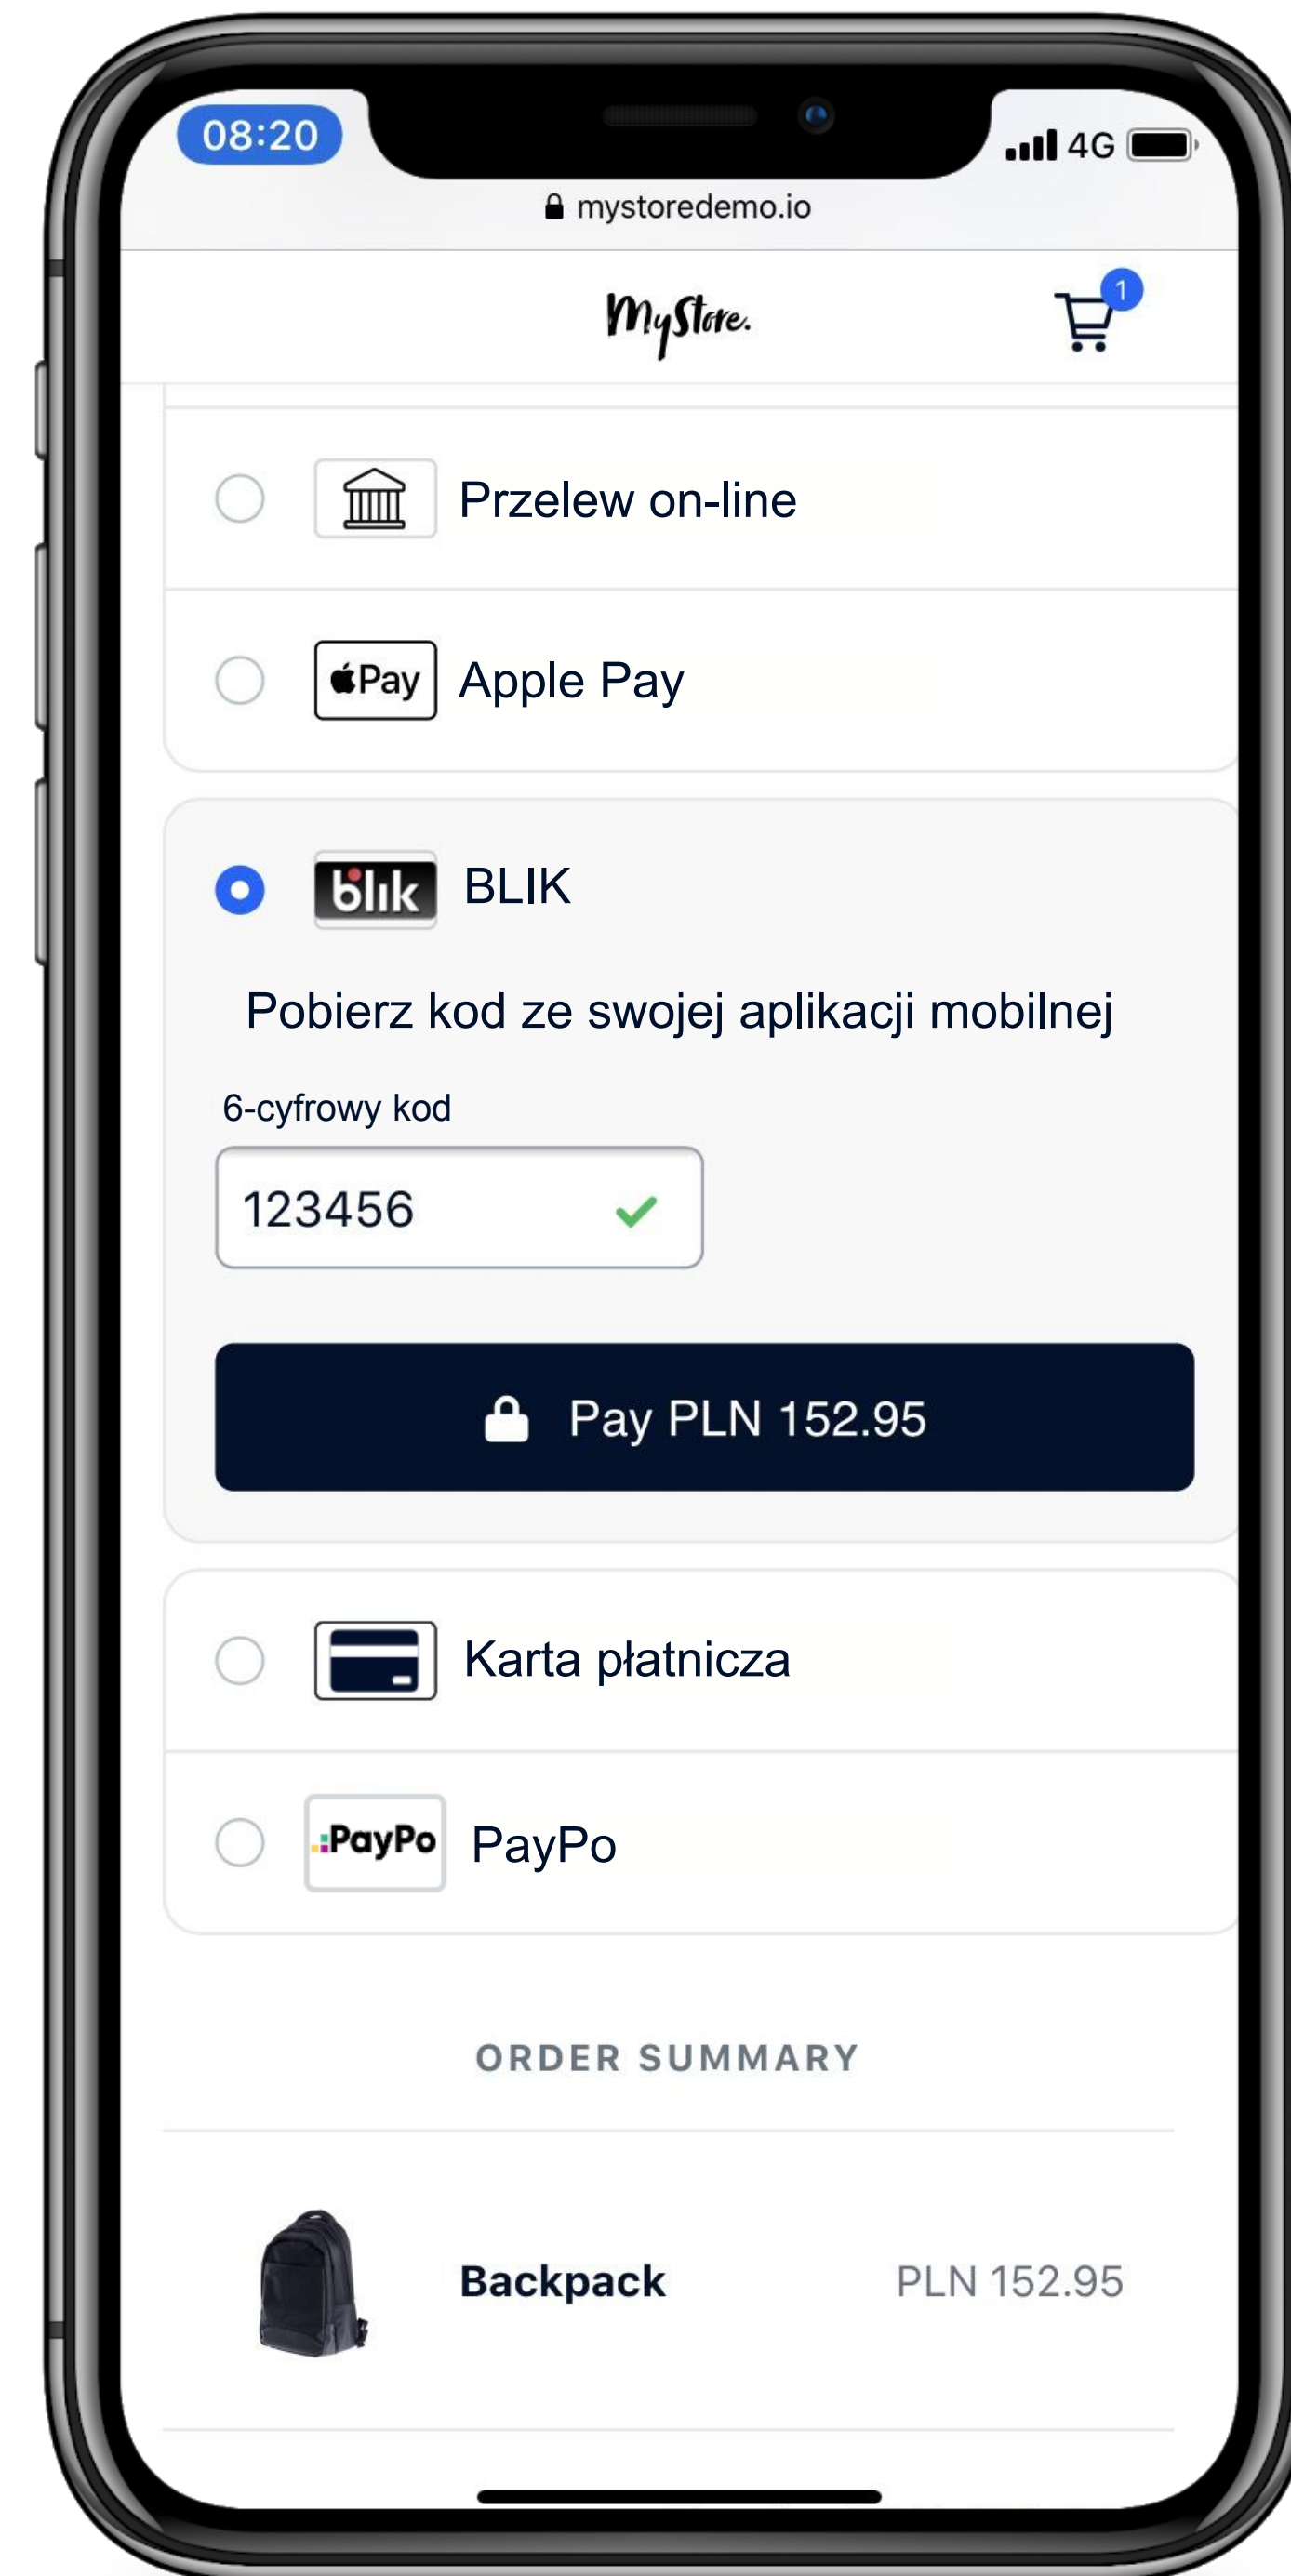 08:20
4G
mystoredemo.io
MyStore.
1
Przelew on-line
Pay Apple Pay
blik BLIK
Pobierz kod ze swojej aplikacji mobilnej
6-cyfrowy kod
123456
Pay PLN 152.95
Karta płatnicza
PayPo PayPo
ORDER SUMMARY
Backpack PLN 152.95